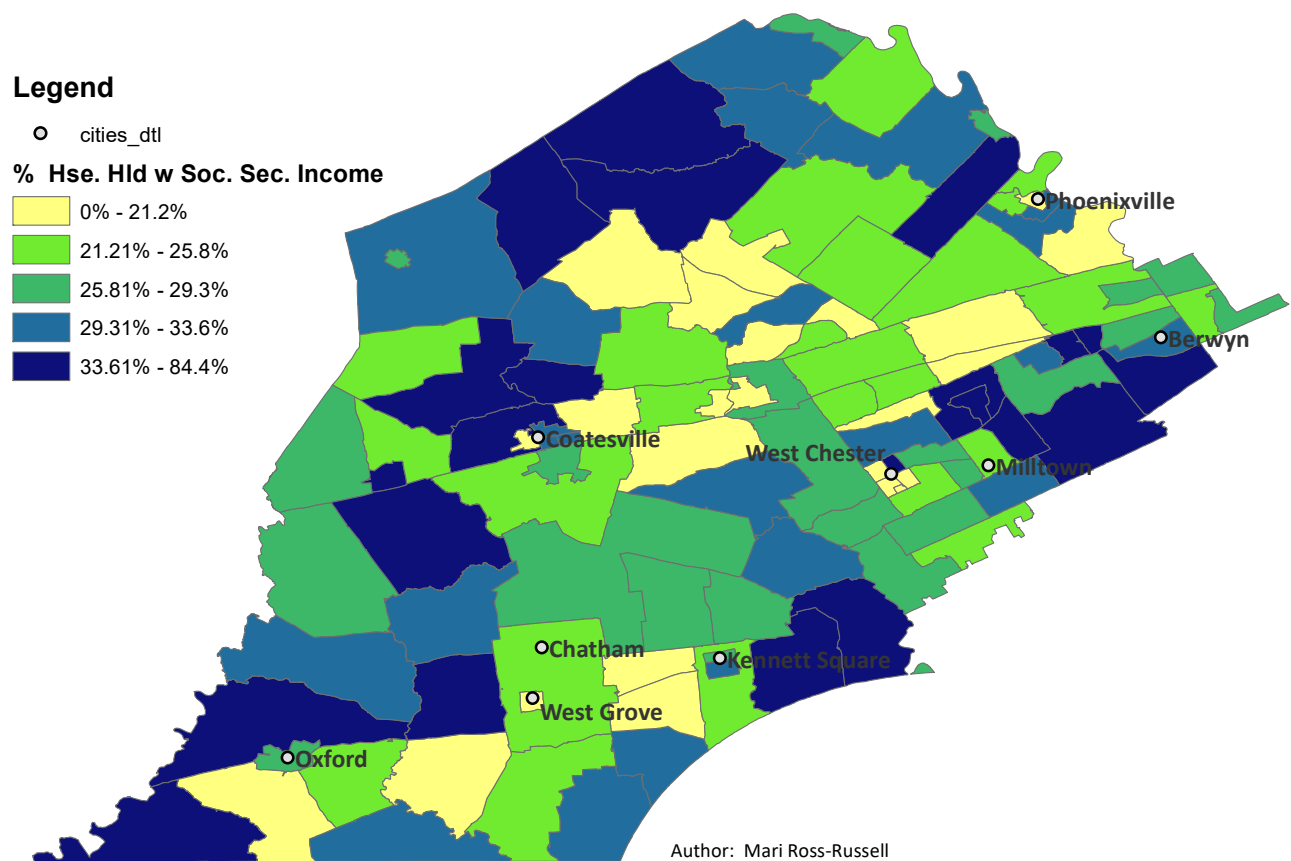 Legend
cities_dtl
% Hse. Hld w Soc. Sec. Income
0% - 21.2%
21.21% - 25.8%
25.81% - 29.3%
29.31% - 33.6%
33.61% - 84.4%
Phoenixville
Berwyn
Coatesville
West Chester
Milltown
Chatham
Kennett Square
West Grove
Oxford
Author: Mari Ross-Russell